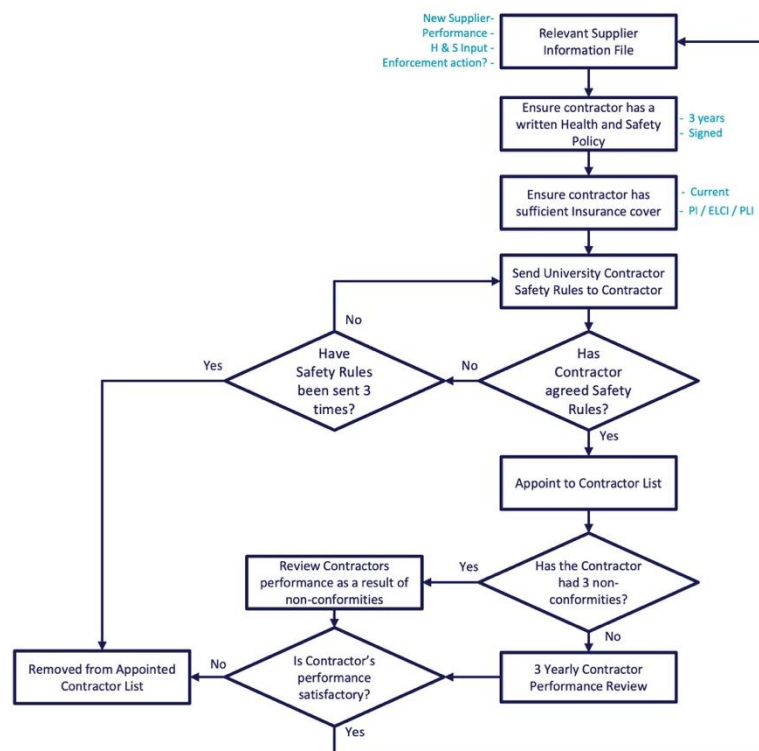 New Supplier-
Performance -
H & S Input -
Enforcement action? -
Relevant Supplier
Information File
Ensure contractor has a
written Health and Safety
Policy
- 3 years
- Signed
Ensure contractor has
sufficient Insurance cover
- Current
- PI / ELCI / PLI
Send University Contractor
Safety Rules to Contractor
No
Yes
Have
Safety Rules
been sent 3
times?
No
Has
Contractor
agreed Safety
Rules?
Yes
Appoint to Contractor List
Review Contractors
performance as a result of
non-conformities
Yes
Has the Contractor
had 3 non-
conformities?
No
Removed from Appointed
Contractor List
No
Is Contractor's
performance
satisfactory?
3 Yearly Contractor
Performance Review
Yes